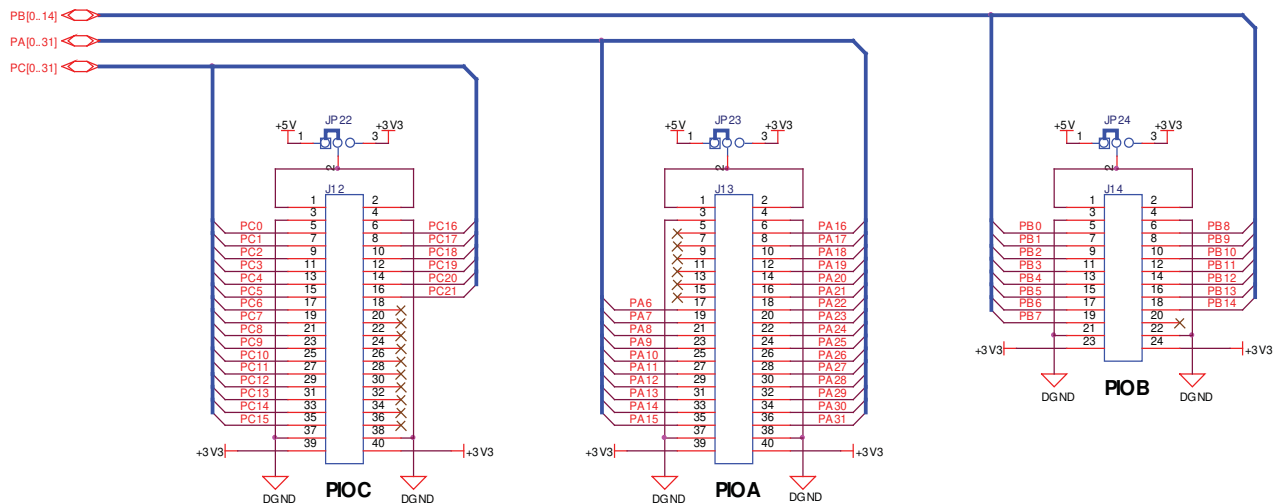 PB[0..14]
PA[0..31]
PC[0..31]
+5V 1 JP22 3 +3V3
2
J12
1 2
3 4
PC0 5 6 PC16
PC1 7 8 PC17
PC2 9 10 PC18
PC3 11 12 PC19
PC4 13 14 PC20
PC5 15 16 PC21
PC6 17 18
PC7 19 20
PC8 21 22
PC9 23 24
PC10 25 26
PC11 27 28
PC12 29 30
PC13 31 32
PC14 33 34
PC15 35 36
37 38
+3V3 39 40 +3V3
DGND PIOC DGND
+5V 1 JP23 3 +3V3
2
J13
1 2
3 4
5 6 PA16
7 8 PA17
9 10 PA18
11 12 PA19
13 14 PA20
15 16 PA21
PA6 17 18 PA22
PA7 19 20 PA23
PA8 21 22 PA24
PA9 23 24 PA25
PA10 25 26 PA26
PA11 27 28 PA27
PA12 29 30 PA28
PA13 31 32 PA29
PA14 33 34 PA30
PA15 35 36 PA31
37 38
+3V3 39 40 +3V3
DGND PIOA DGND
+5V 1 JP24 3 +3V3
2
J14
1 2
3 4
PB0 5 6 PB8
PB1 7 8 PB9
PB2 9 10 PB10
PB3 11 12 PB11
PB4 13 14 PB12
PB5 15 16 PB13
PB6 17 18 PB14
PB7 19 20
21 22
+3V3 23 24 +3V3
DGND PIOB DGND